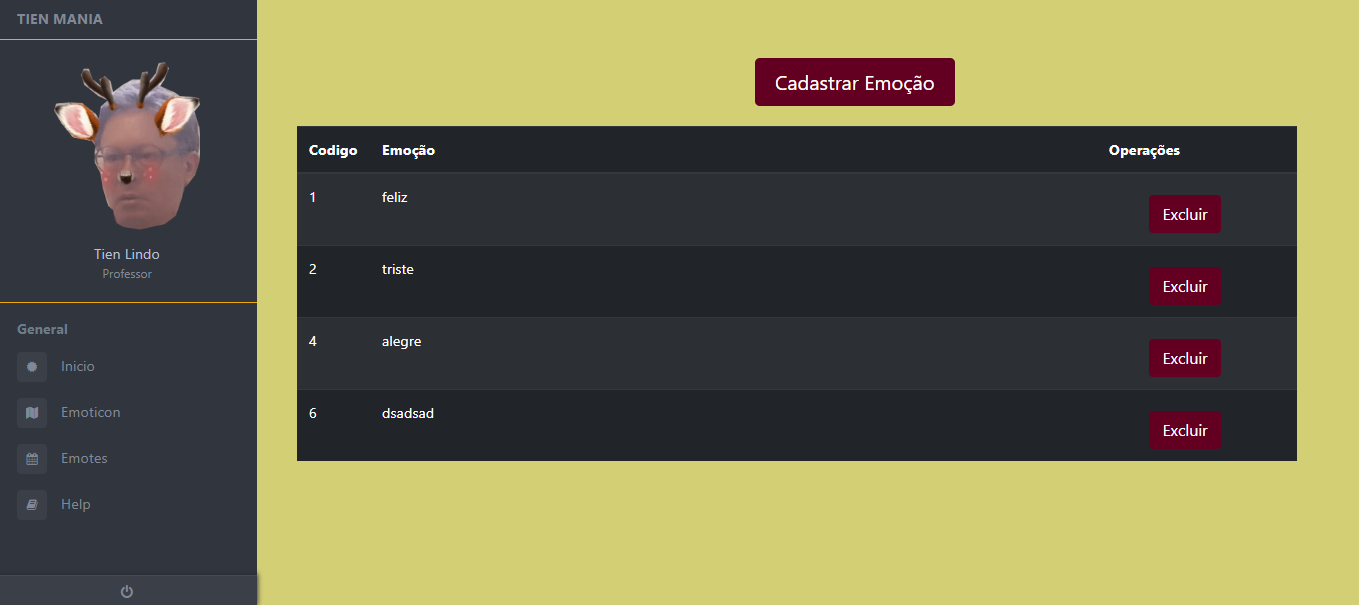 TIEN MANIA
Tien Lindo
Professor
General
Inicio
Emoticon
Emotes
Help
Cadastrar Emoção
Codigo Emoção Operações
1 feliz Excluir
2 triste Excluir
4 alegre Excluir
6 dsadsad Excluir